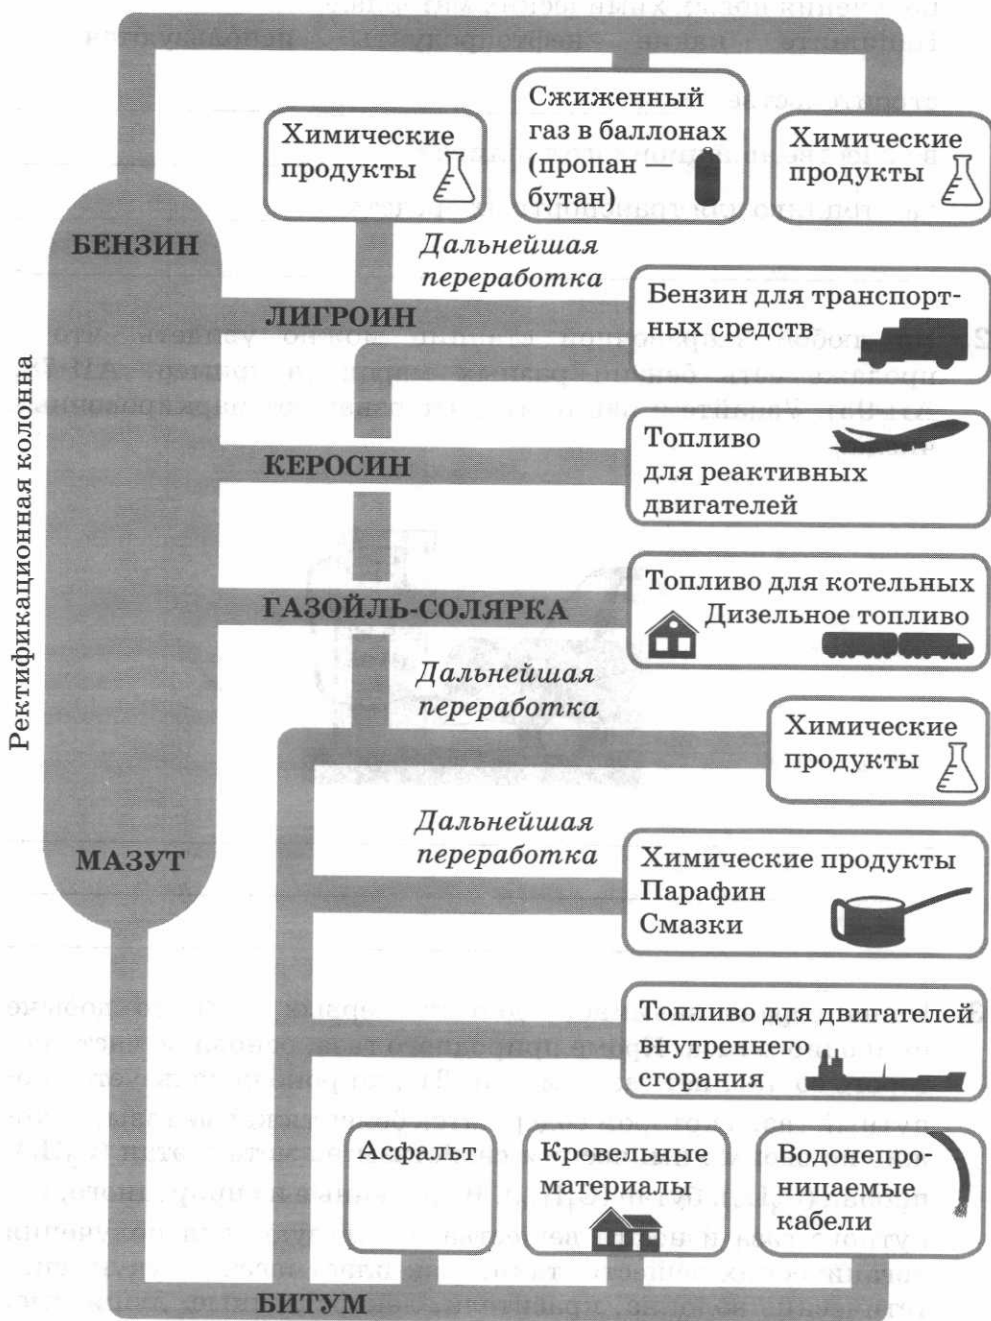 Химические
продукты
Сжиженный
газ в баллонах
(пропан —
бутан)
Химические
продукты
БЕНЗИН
Дальнейшая
переработка
ЛИГРОИН
Бензин для транспорт-
ных средств
Ректификационная колонна
КЕРОСИН
Топливо
для реактивных
двигателей
ГАЗОЙЛЬ-СОЛЯРКА
Топливо для котельных
Дизельное топливо
Дальнейшая
переработка
Химические
продукты
Дальнейшая
переработка
МАЗУТ
Химические продукты
Парафин
Смазки
Топливо для двигателей
внутреннего
сгорания
Асфальт
Кровельные
материалы
Водонепро-
ницаемые
кабели
БИТУМ